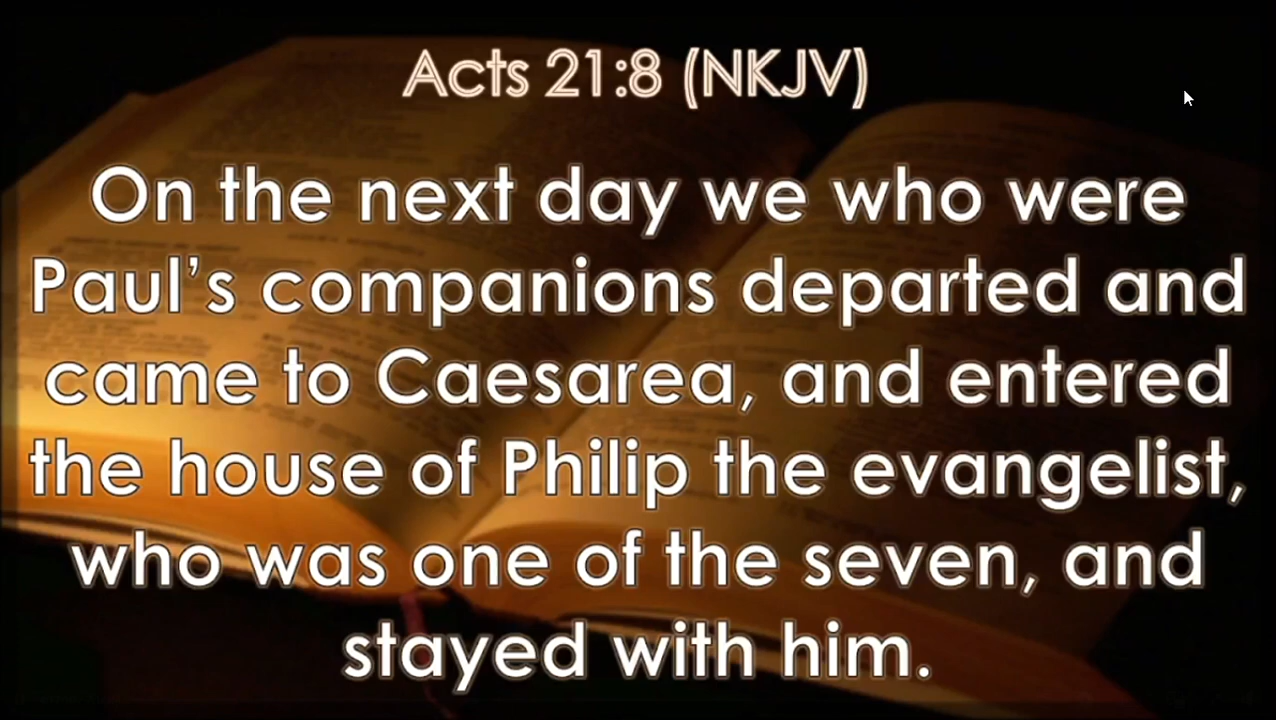 Acts 21:8 (NKJV)
On the next day we who were
Paul’s companions departed and
came to Caesarea, and entered
the house of Philip the evangelist,
who was one of the seven, and
stayed with him.